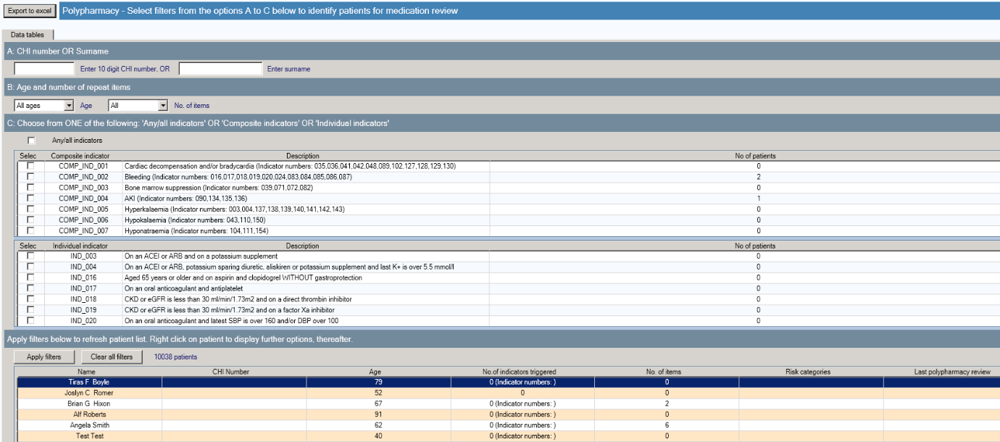 Export to excel Polypharmacy - Select filters from the options A to C below to identify patients for medication review
Data tables
A: CHI number OR Surname
Enter 10 digit CHI number, OR Enter surname
B: Age and number of repeat items
All ages Age All No. of items
C: Choose from ONE of the following: 'Any/all indicators' OR 'Composite indicators' OR 'Individual indicators'
Any/all indicators
Selec Composite indicator Description No of patients
COMP_IND_001 Cardiac decompensation and/or bradycardia (Indicator numbers: 035,036,041,042,048,089,102,127,128,129,130) 0
COMP_IND_002 Bleeding (Indicator numbers: 016,017,018,019,020,024,083,084,085,086,087) 2
COMP_IND_003 Bone marrow suppression (Indicator numbers: 039,071,072,082) 0
COMP_IND_004 AKI (Indicator numbers: 090,134,135,136) 1
COMP_IND_005 Hyperkalaemia (Indicator numbers: 003,004,137,138,139,140,141,142,143) 0
COMP_IND_006 Hypokalaemia (Indicator numbers: 043,110,150) 0
COMP_IND_007 Hyponatraemia (Indicator numbers: 104,111,154) 0
Selec Individual indicator Description No of patients
IND_003 On an ACEI or ARB and on a potassium supplement 0
IND_004 On an ACEI or ARB, potassium sparing diuretic, aliskiren or potassium supplement and last K+ is over 5.5 mmol/l 0
IND_016 Aged 65 years or older and on aspirin and clopidogrel WITHOUT gastroprotection 0
IND_017 On an oral anticoagulant and antiplatelet 0
IND_018 CKD or eGFR is less than 30 ml/min/1.73m2 and on a direct thrombin inhibitor 0
IND_019 CKD or eGFR is less than 30 ml/min/1.73m2 and on a factor Xa inhibitor 0
IND_020 On an oral anticoagulant and latest SBP is over 160 and/or DBP over 100 0
Apply filters below to refresh patient list. Right click on patient to display further options, thereafter.
Apply filters Clear all filters 10038 patients
Name CHI Number Age No.of indicators triggered No. of items Risk categories Last polypharmacy review
Tiras F Boyle 79 0 (Indicator numbers: ) 0
Joslyn C Romer 52 0 0
Brian G Hixon 67 0 (Indicator numbers: ) 2
Alf Roberts 91 0 (Indicator numbers: ) 0
Angela Smith 62 0 (Indicator numbers: ) 6
Test Test 40 0 (Indicator numbers: ) 0